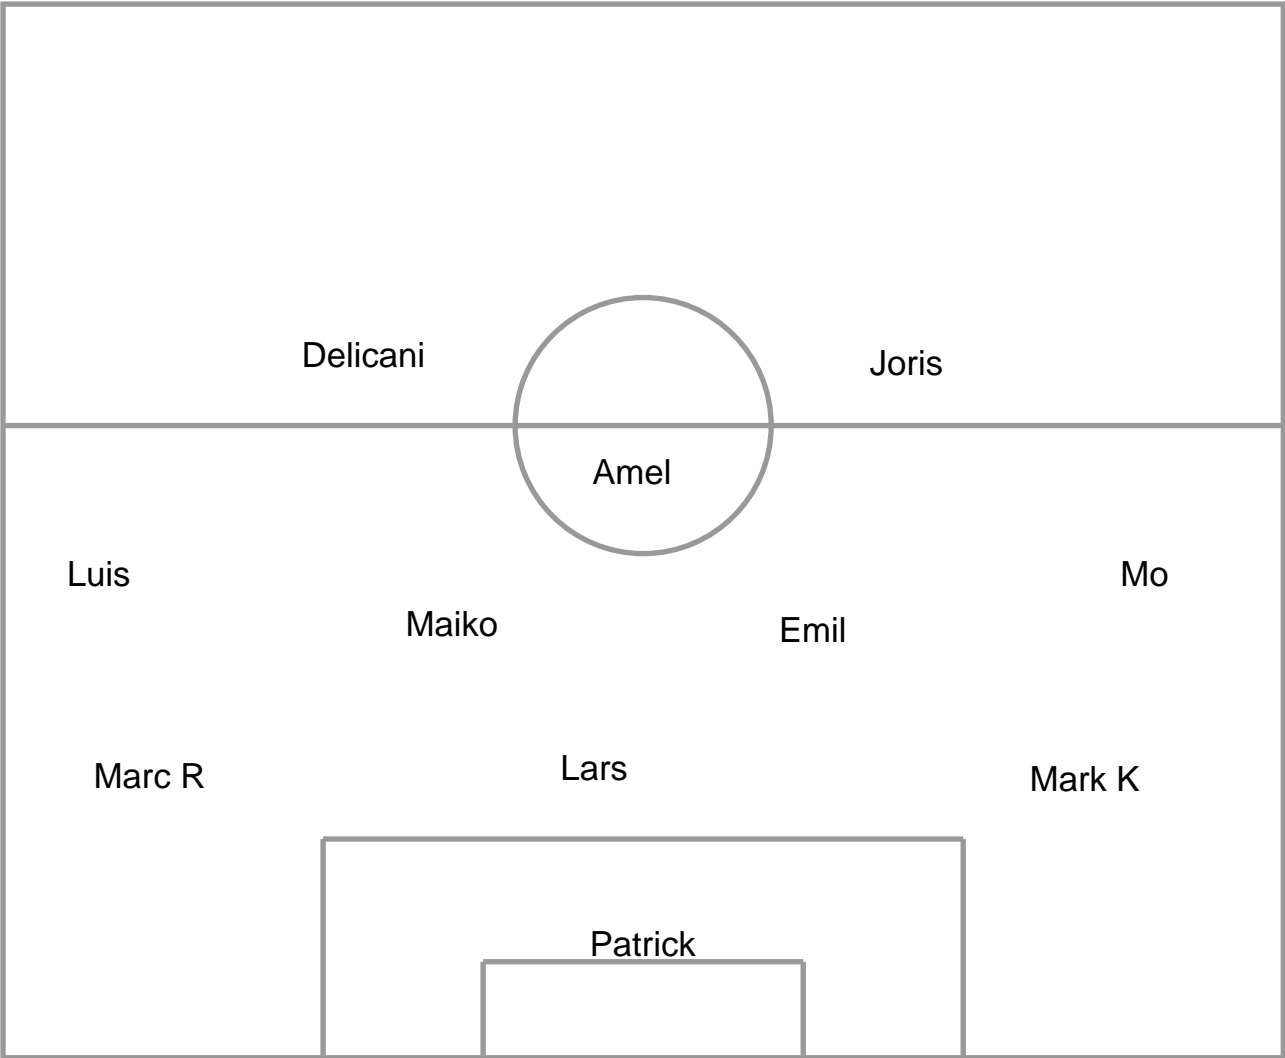 Delicani
Joris
Amel
Luis
Mo
Maiko
Emil
Lars
Marc R
Mark K
Patrick